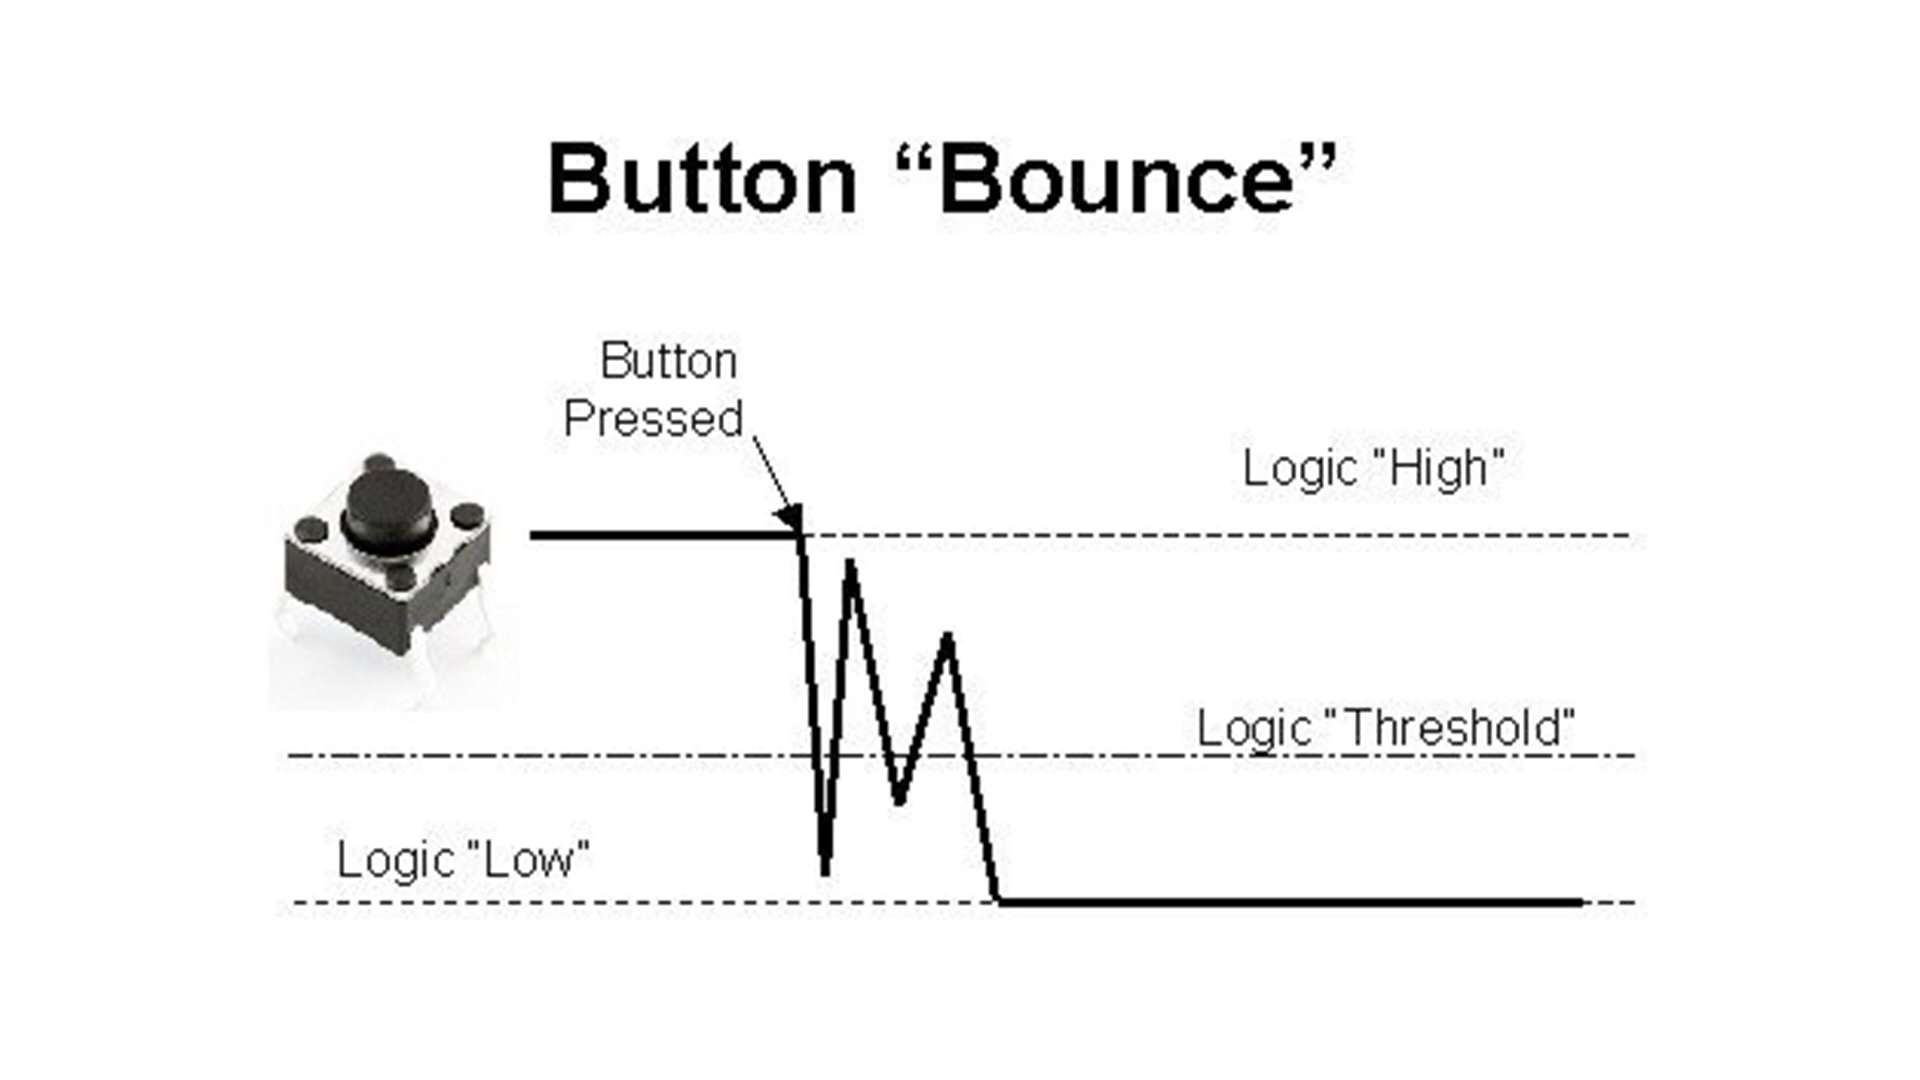 Button “Bounce”
Button
Pressed
Logic "High"
Logic "Threshold"
Logic "Low"